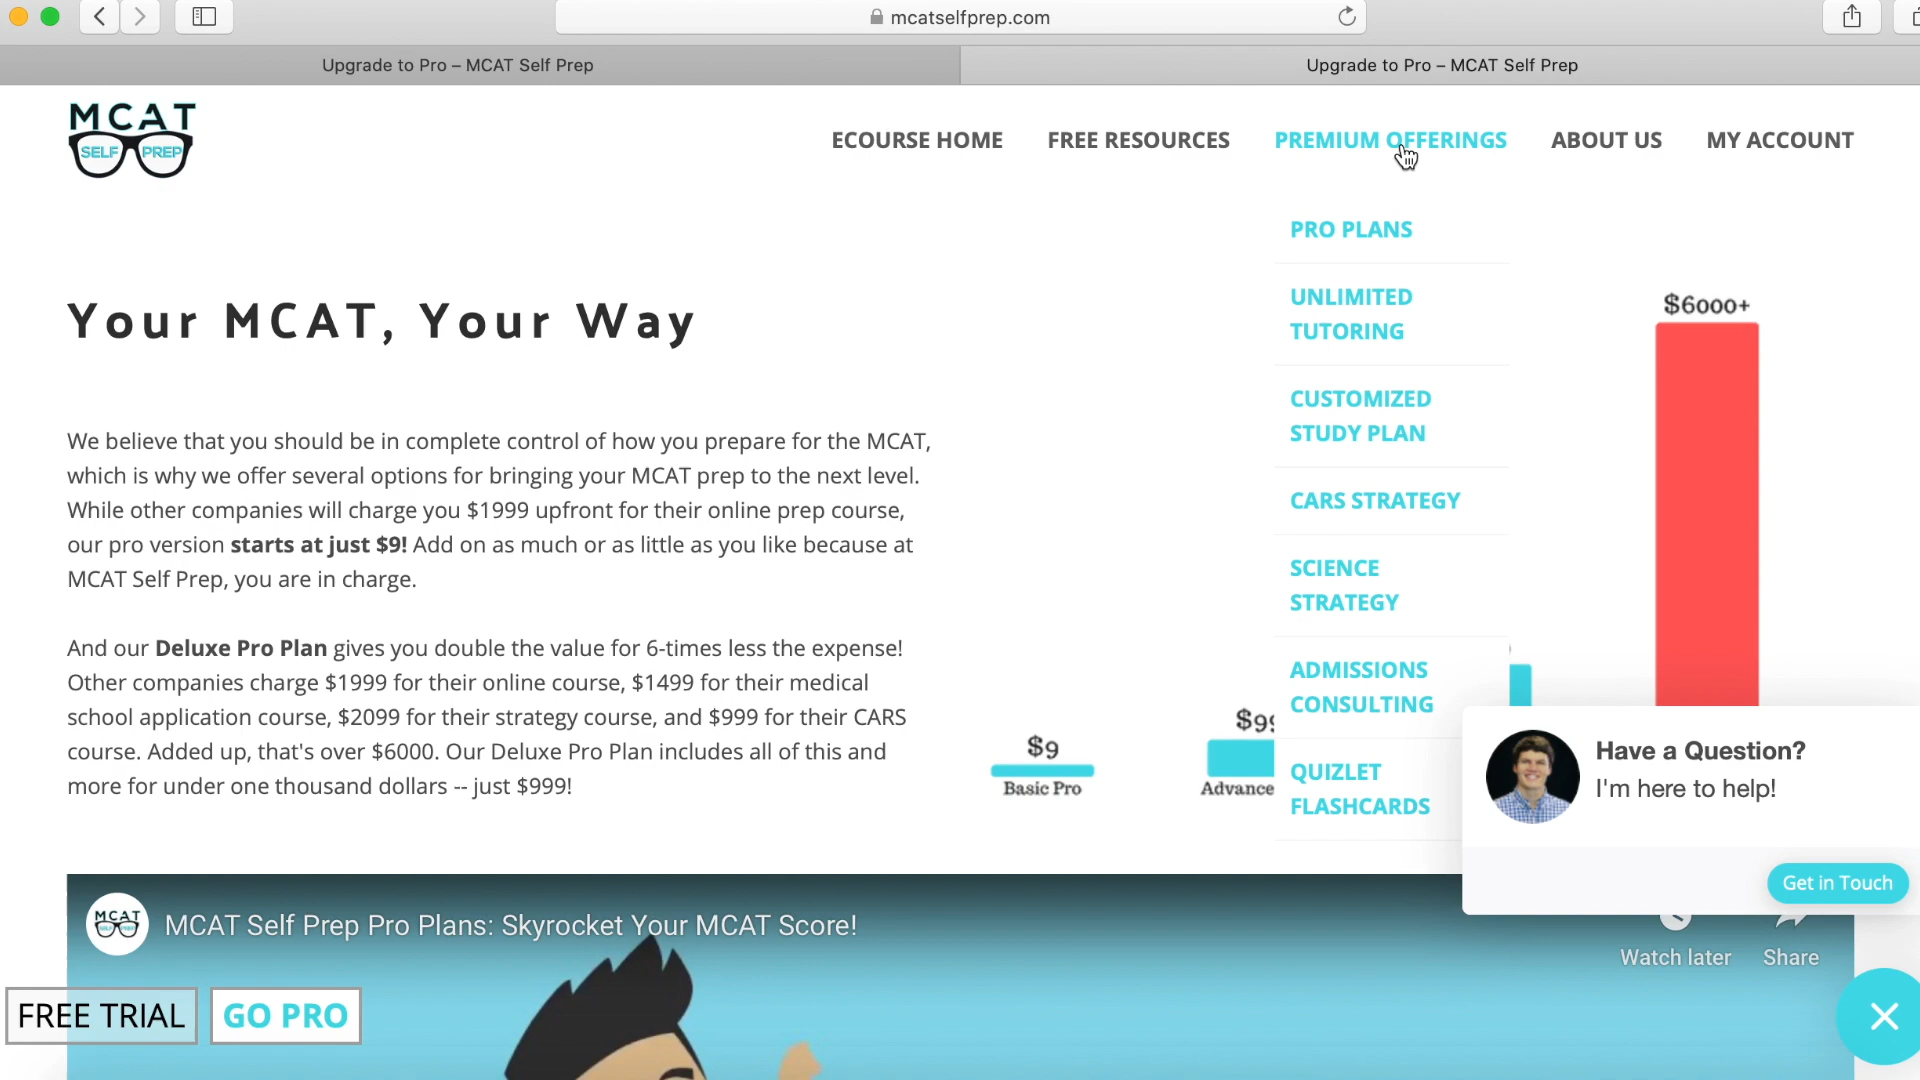 mcatselfprep.com
Upgrade to Pro – MCAT Self Prep
Upgrade to Pro – MCAT Self Prep
MCAT
SELF PREP
ECOURSE HOME
FREE RESOURCES
PREMIUM OFFERINGS
ABOUT US
MY ACCOUNT
PRO PLANS
UNLIMITED
TUTORING
CUSTOMIZED
STUDY PLAN
CARS STRATEGY
SCIENCE
STRATEGY
ADMISSIONS
CONSULTING
QUIZLET
FLASHCARDS
Your MCAT, Your Way
We believe that you should be in complete control of how you prepare for the MCAT,
which is why we offer several options for bringing your MCAT prep to the next level.
While other companies will charge you $1999 upfront for their online prep course,
our pro version starts at just $9! Add on as much or as little as you like because at
MCAT Self Prep, you are in charge.
And our Deluxe Pro Plan gives you double the value for 6-times less the expense!
Other companies charge $1999 for their online course, $1499 for their medical
school application course, $2099 for their strategy course, and $999 for their CARS
course. Added up, that's over $6000. Our Deluxe Pro Plan includes all of this and
more for under one thousand dollars -- just $999!
$9
Basic Pro
$99
Advance
$6000+
Have a Question?
I'm here to help!
Get in Touch
MCAT
SELF PREP
MCAT Self Prep Pro Plans: Skyrocket Your MCAT Score!
Watch later
Share
FREE TRIAL
GO PRO